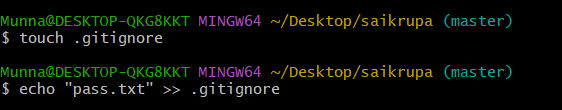 Munna@DESKTOP-QKG8KKT MINGW64 ~/Desktop/saikrupa (master)
$ touch .gitignore
Munna@DESKTOP-QKG8KKT MINGW64 ~/Desktop/saikrupa (master)
$ echo "pass.txt" >> .gitignore